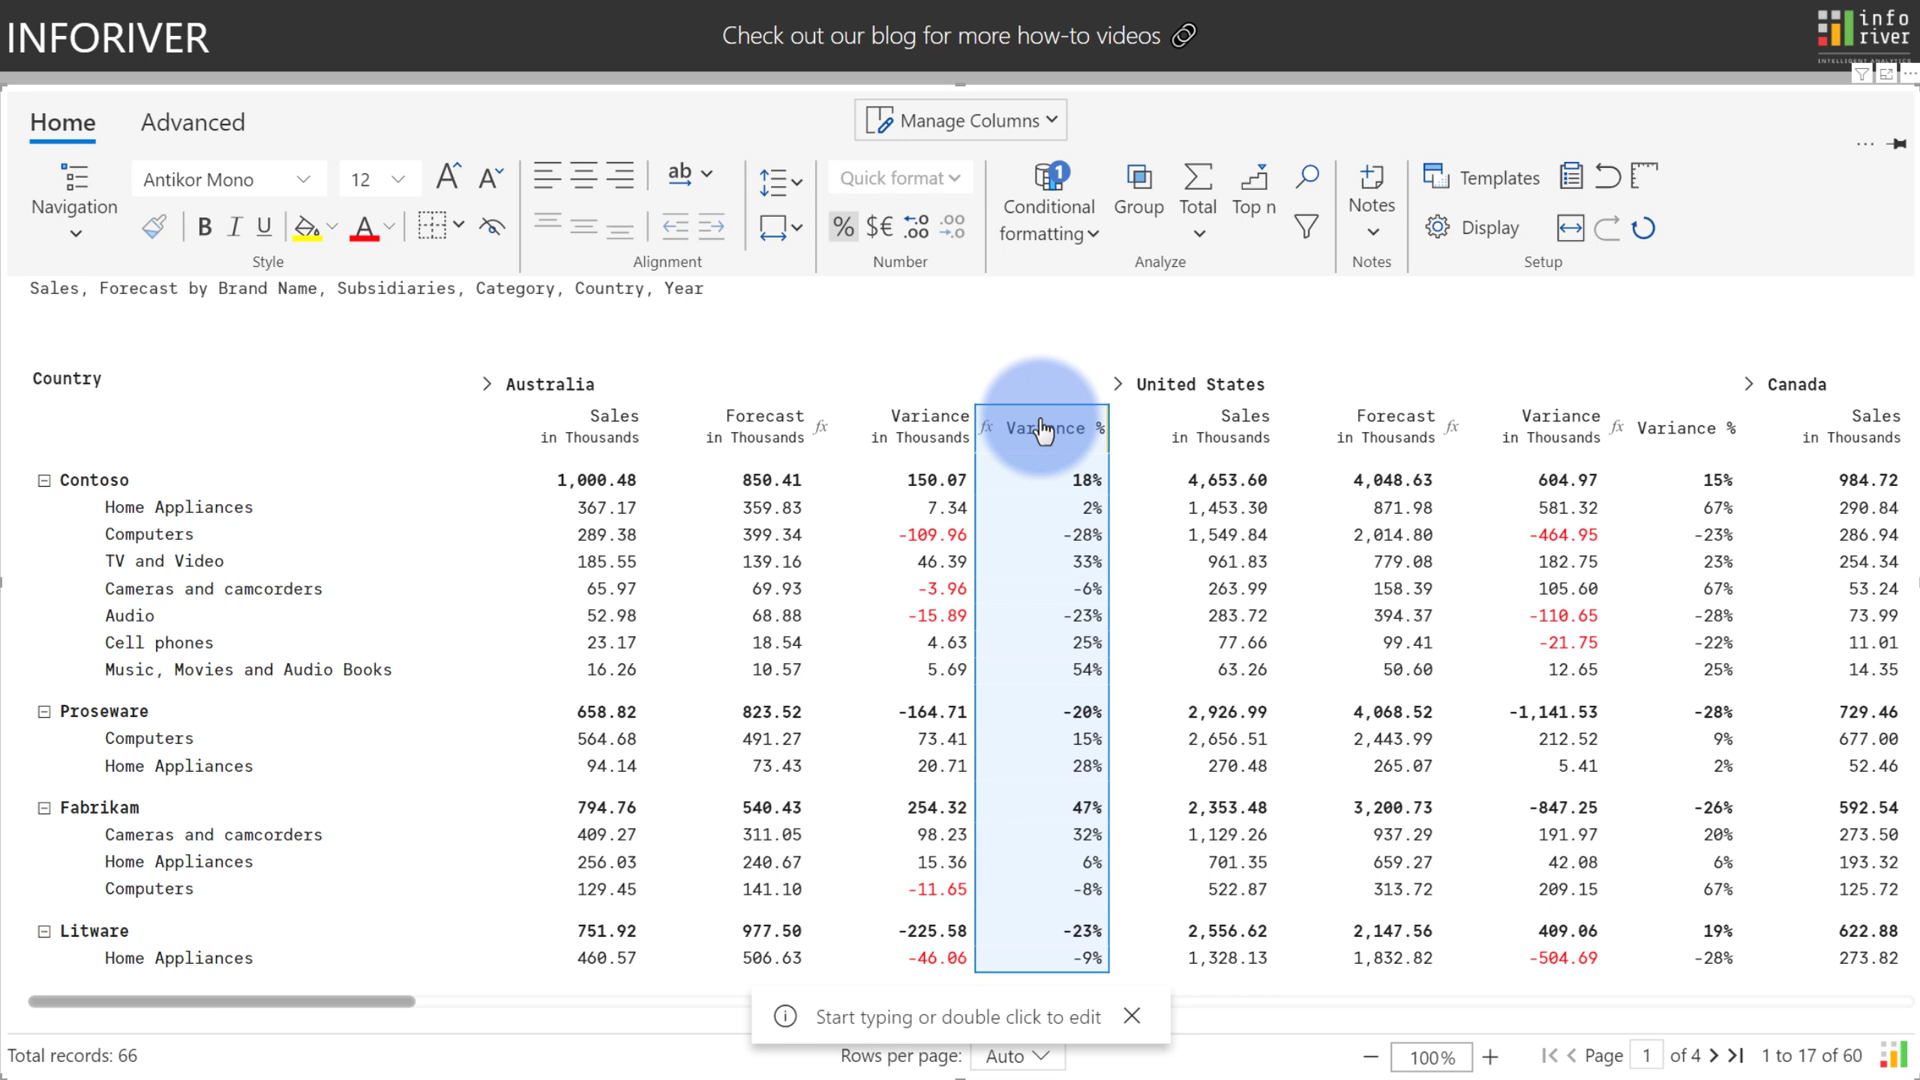 INFORIVER
Check out our blog for more how-to videos
info
river
INTELLIGENT ANALYTICS
Home Advanced
Manage Columns
Navigation
Antikor Mono 12
B I U A
ab
Quick format
% $€ .00 .00
Style
Alignment
Number
Conditional
formatting
1
Group
Total
Top n
Analyze
Notes
Notes
Templates
Display
Setup
Sales, Forecast by Brand Name, Subsidiaries, Category, Country, Year
Country Australia United States Canada
Sales Forecast fx Variance fx Variance % Sales Forecast fx Variance fx Variance % Sales
in Thousands in Thousands in Thousands in Thousands in Thousands in Thousands in Thousands
Contoso 1,000.48 850.41 150.07 18% 4,653.60 4,048.63 604.97 15% 984.72
Home Appliances 367.17 359.83 7.34 2% 1,453.30 871.98 581.32 67% 290.84
Computers 289.38 399.34 -109.96 -28% 1,549.84 2,014.80 -464.95 -23% 286.94
TV and Video 185.55 139.16 46.39 33% 961.83 779.08 182.75 23% 254.34
Cameras and camcorders 65.97 69.93 -3.96 -6% 263.99 158.39 105.60 67% 53.24
Audio 52.98 68.88 -15.89 -23% 283.72 394.37 -110.65 -28% 73.99
Cell phones 23.17 18.54 4.63 25% 77.66 99.41 -21.75 -22% 11.01
Music, Movies and Audio Books 16.26 10.57 5.69 54% 63.26 50.60 12.65 25% 14.35
Proseware 658.82 823.52 -164.71 -20% 2,926.99 4,068.52 -1,141.53 -28% 729.46
Computers 564.68 491.27 73.41 15% 2,656.51 2,443.99 212.52 9% 677.00
Home Appliances 94.14 73.43 20.71 28% 270.48 265.07 5.41 2% 52.46
Fabrikam 794.76 540.43 254.32 47% 2,353.48 3,200.73 -847.25 -26% 592.54
Cameras and camcorders 409.27 311.05 98.23 32% 1,129.26 937.29 191.97 20% 273.50
Home Appliances 256.03 240.67 15.36 6% 701.35 659.27 42.08 6% 193.32
Computers 129.45 141.10 -11.65 -8% 522.87 313.72 209.15 67% 125.72
Litware 751.92 977.50 -225.58 -23% 2,556.62 2,147.56 409.06 19% 622.88
Home Appliances 460.57 506.63 -46.06 -9% 1,328.13 1,832.82 -504.69 -28% 273.82
Start typing or double click to edit
Total records: 66 Rows per page: Auto 100% Page 1 of 4 1 to 17 of 60